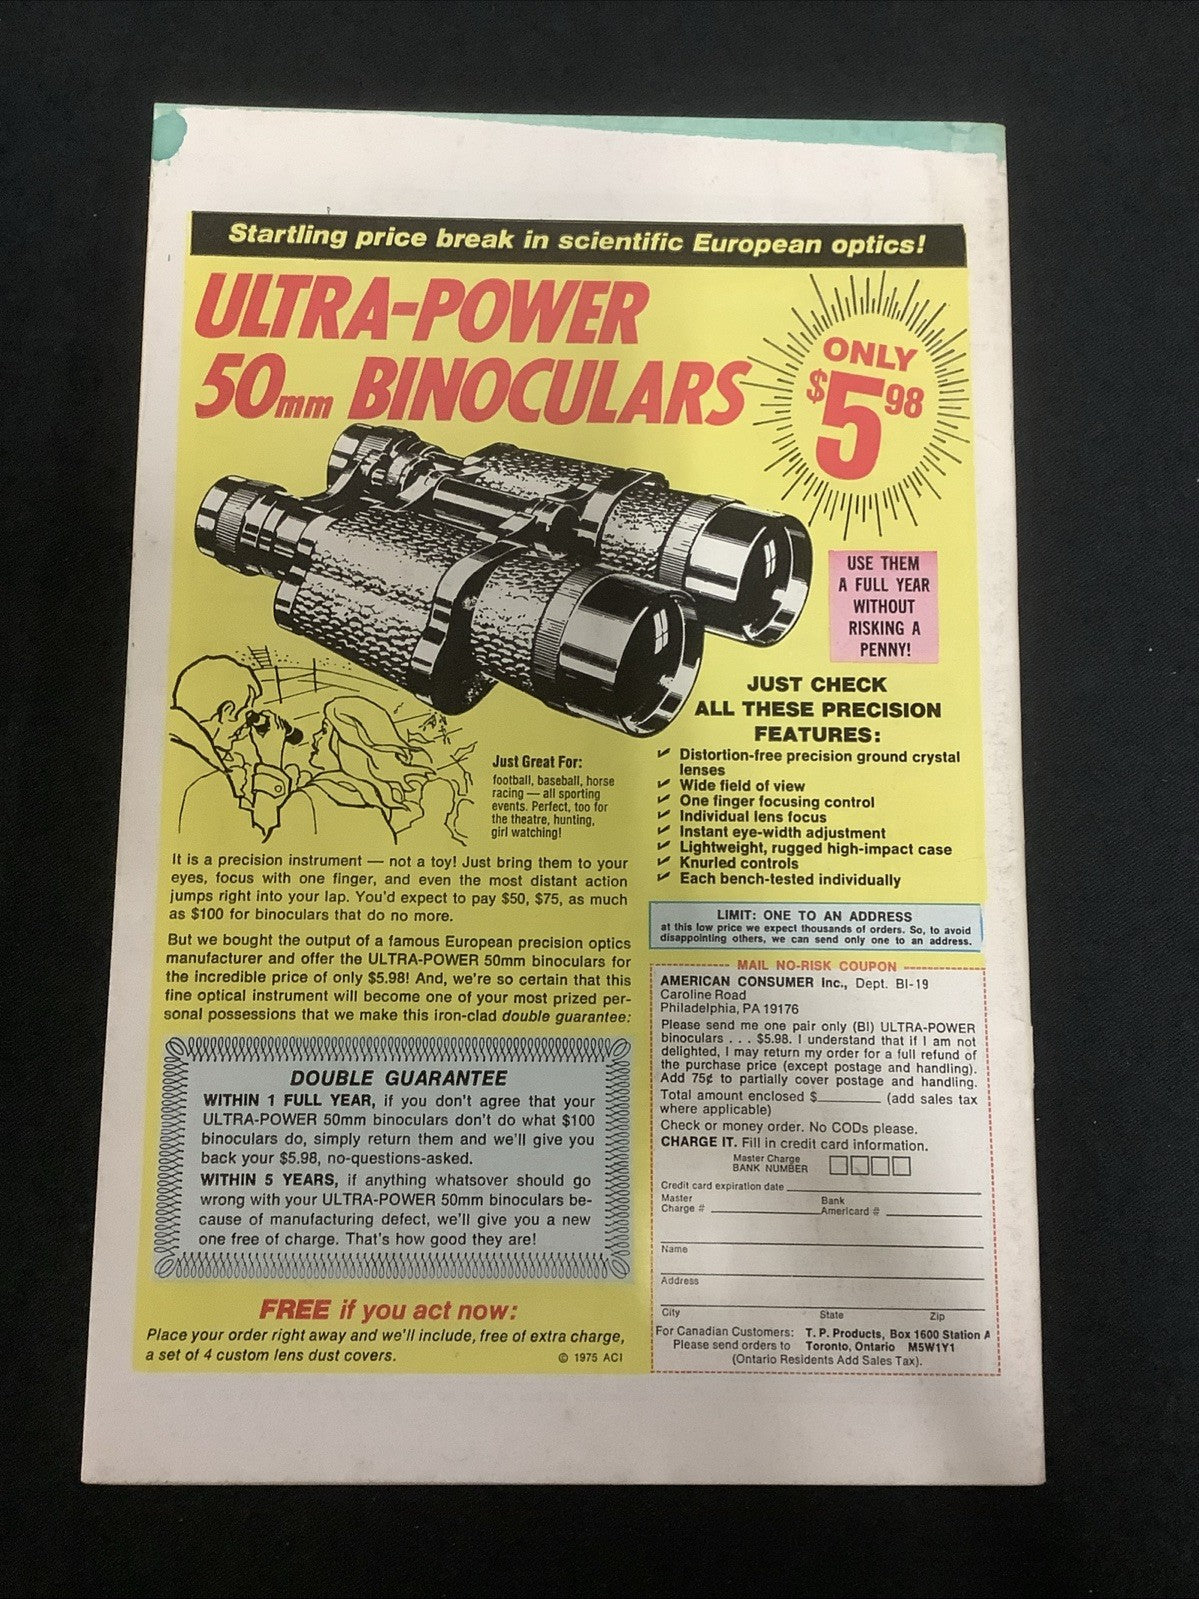 Startling price break in scientific European optics!
ULTRA-POWER
50mm BINOCULARS
ONLY
$5 98
USE THEM
A FULL YEAR
WITHOUT
RISKING A
PENNY!
JUST CHECK
ALL THESE PRECISION
FEATURES:
Distortion-free precision ground crystal
lenses
Wide field of view
One finger focusing control
Individual lens focus
Instant eye-width adjustment
Lightweight, rugged high-impact case
Knurled controls
Each bench-tested individually
Just Great For:
football, baseball, horse
racing — all sporting
events. Perfect, too for
the theatre, hunting,
girl watching!
It is a precision instrument — not a toy! Just bring them to your
eyes, focus with one finger, and even the most distant action
jumps right into your lap. You'd expect to pay $50, $75, as much
as $100 for binoculars that do no more.
But we bought the output of a famous European precision optics
manufacturer and offer the ULTRA-POWER 50mm binoculars for
the incredible price of only $5.98! And, we're so certain that this
fine optical instrument will become one of your most prized per-
sonal possessions that we make this iron-clad double guarantee:
DOUBLE GUARANTEE
WITHIN 1 FULL YEAR, if you don't agree that your
ULTRA-POWER 50mm binoculars don't do what $100
binoculars do, simply return them and we'll give you
back your $5.98, no-questions-asked.
WITHIN 5 YEARS, if anything whatsoever should go
wrong with your ULTRA-POWER 50mm binoculars be-
cause of manufacturing defect, we'll give you a new
one free of charge. That's how good they are!
FREE if you act now:
Place your order right away and we'll include, free of extra charge,
a set of 4 custom lens dust covers.
© 1975 ACI
LIMIT: ONE TO AN ADDRESS
at this low price we expect thousands of orders. So, to avoid
disappointing others, we can send only one to an address.
MAIL NO-RISK COUPON
AMERICAN CONSUMER Inc., Dept. BI-19
Caroline Road
Philadelphia, PA 19176
Please send me one pair only (BI) ULTRA-POWER
binoculars . . . $5.98. I understand that if I am not
delighted, I may return my order for a full refund of
the purchase price (except postage and handling).
Add 75¢ to partially cover postage and handling.
Total amount enclosed $________ (add sales tax
where applicable)
Check or money order. No CODs please.
CHARGE IT. Fill in credit card information.
Master Charge
BANK NUMBER
Credit card expiration date
Master Bank
Charge # Americard #
Name
Address
City State Zip
For Canadian Customers: T. P. Products, Box 1600 Station A
Please send orders to Toronto, Ontario M5W1Y1
(Ontario Residents Add Sales Tax).